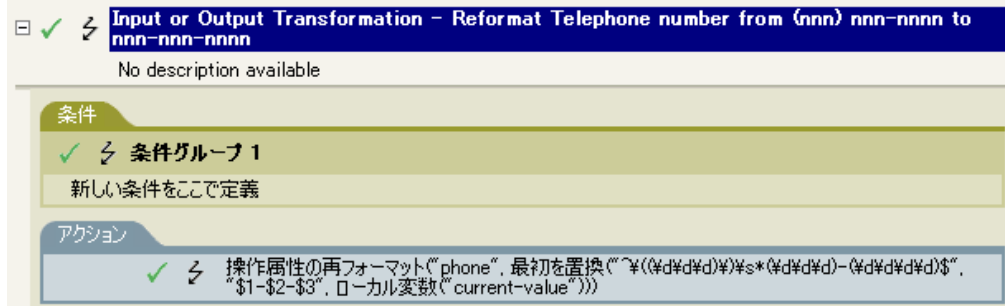 Input or Output Transformation - Reformat Telephone number from (nnn) nnn-nnnn to
nnn-nnn-nnnn
No description available
条件
条件グループ 1
新しい条件をここで定義
アクション
操作属性の再フォーマット("phone", 最初を置換("^¥((¥d¥d¥d)¥)¥s*(¥d¥d¥d)-(¥d¥d¥d¥d)$",
"$1-$2-$3", ローカル変数("current-value")))